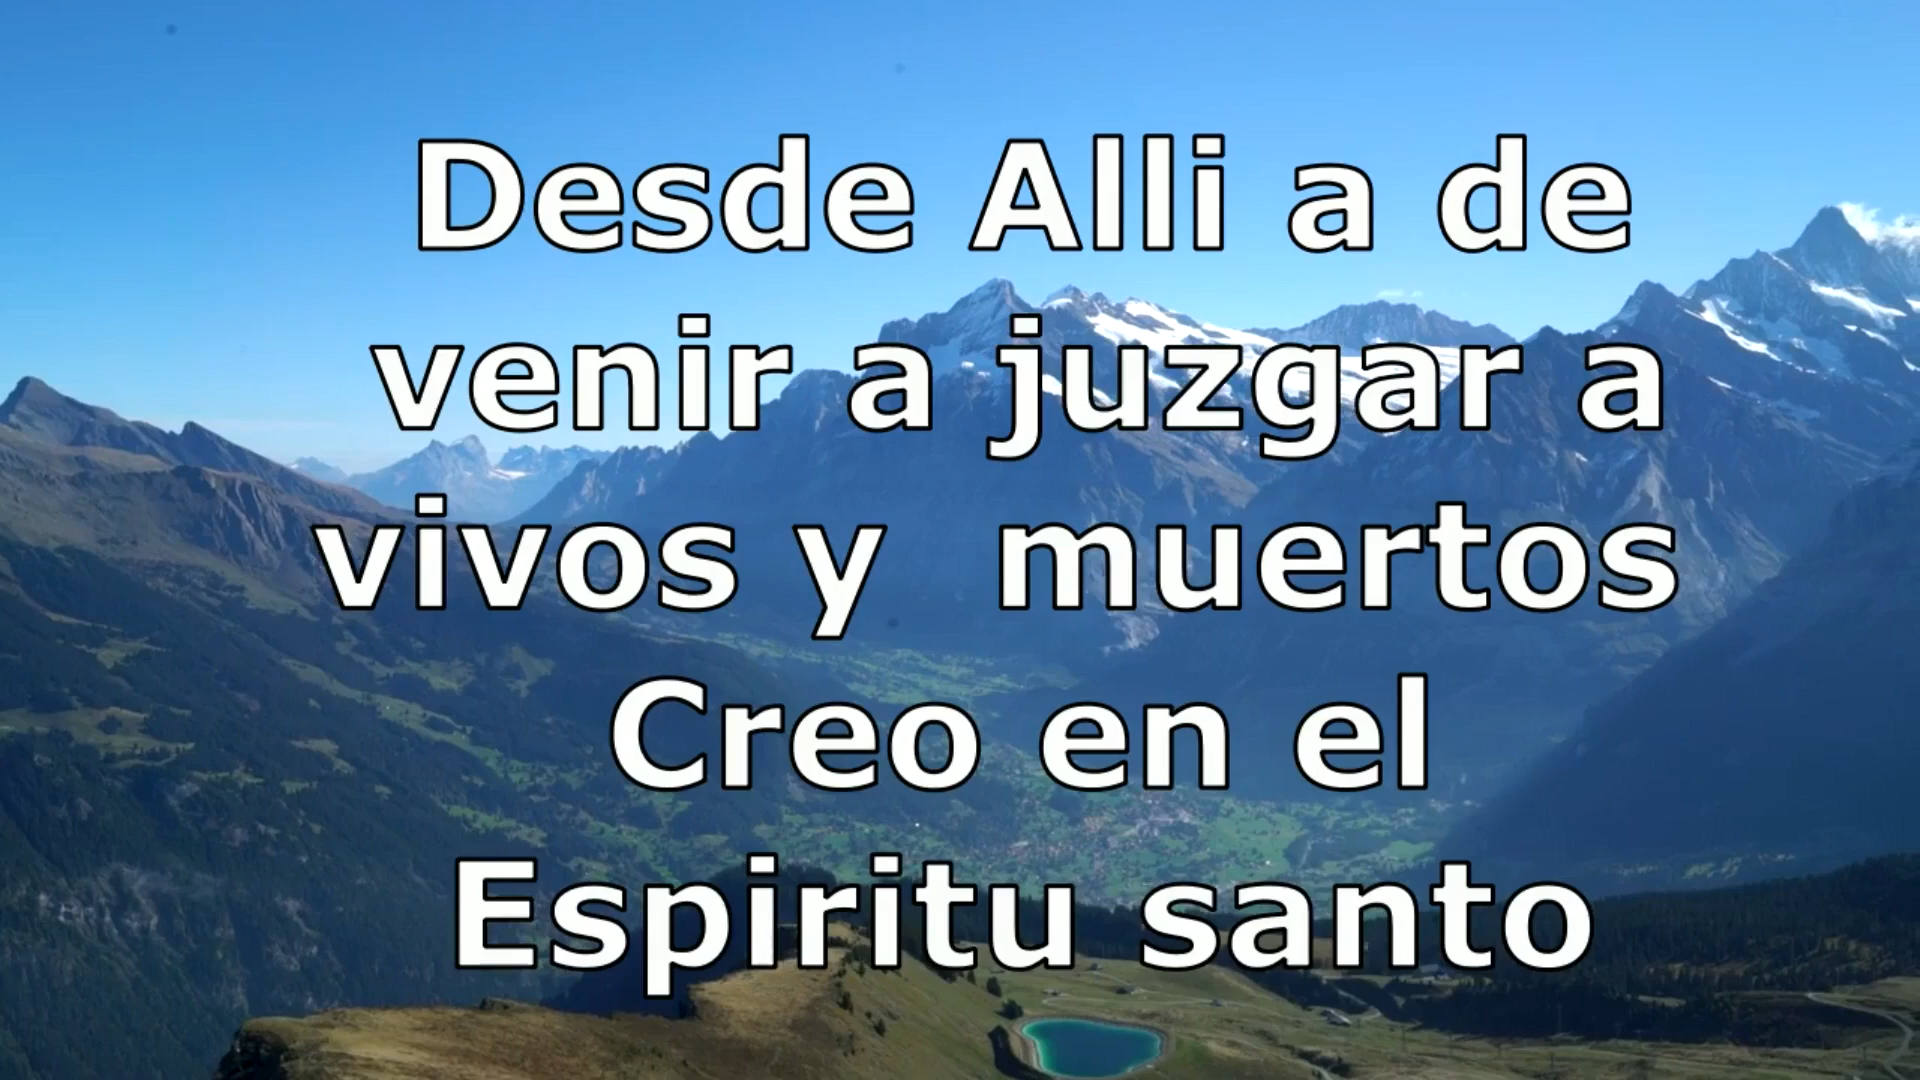 Desde Alli a de
venir a juzgar a
vivos y  muertos
Creo en el
Espiritu santo